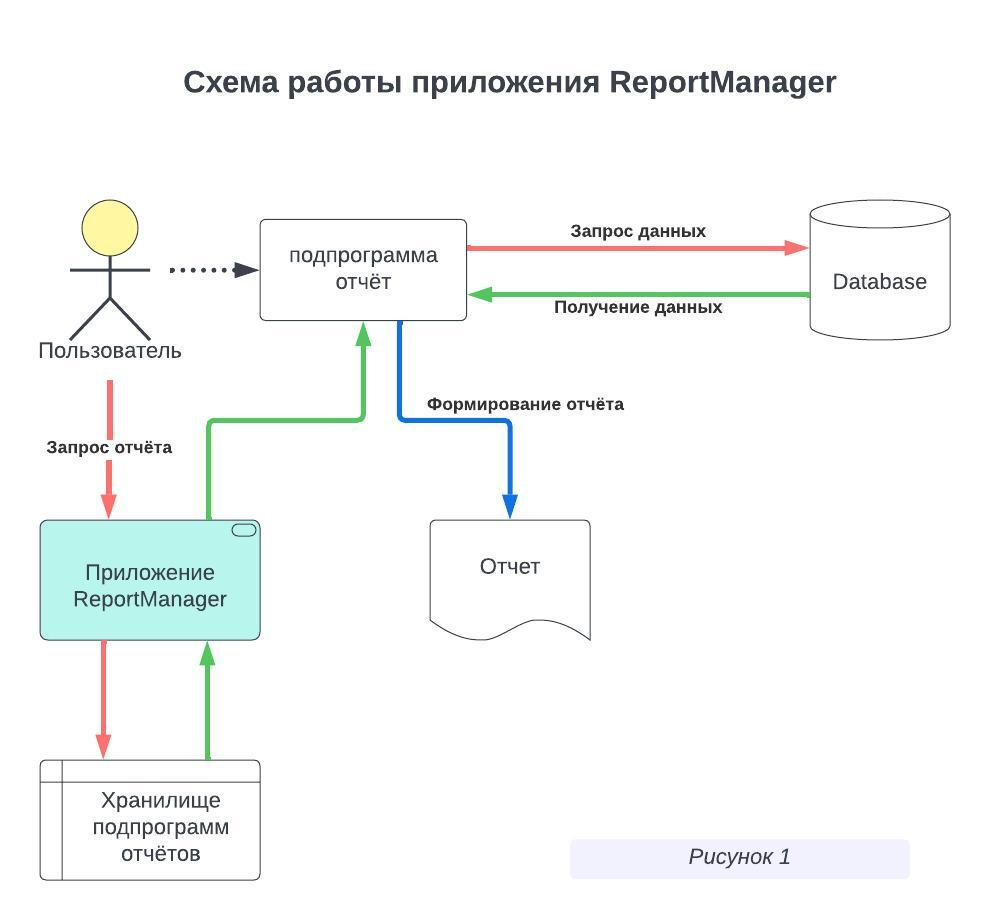 Схема работы приложения ReportManager
подпрограмма
отчёт
Запрос данных
Database
Получение данных
Пользователь
Формирование отчёта
Запрос отчёта
Приложение
ReportManager
Отчет
Хранилище
подпрограмм
отчётов
Рисунок 1